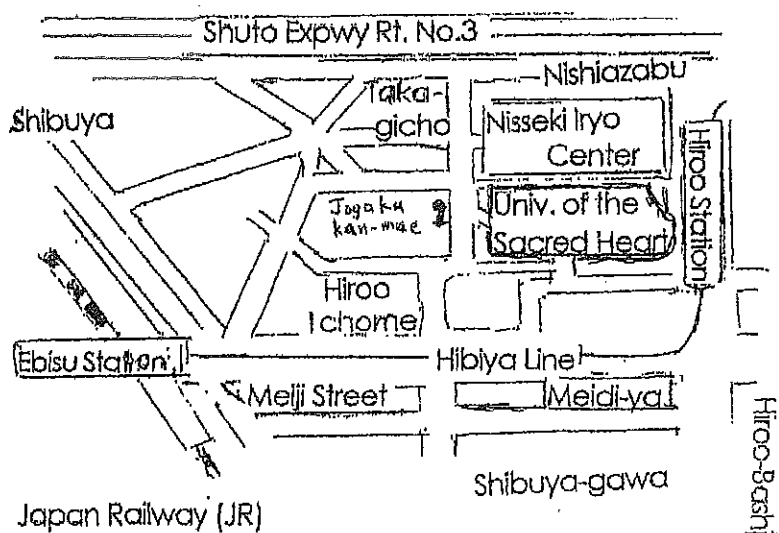 Shuto Expwy Rt. No.3
Nishiazabu
Taka-
gicho
Shibuya
Nisseki Iryo
Center
Hiroo Station
Jogaku
kan-mae
Univ. of the
Sacred Heart
Hiroo
1chome
Ebisu Station
Hibiya Line
Meiji Street
Meidi-ya
Shibuya-gawa
Hiroo-Bashi
Japan Railway (JR)